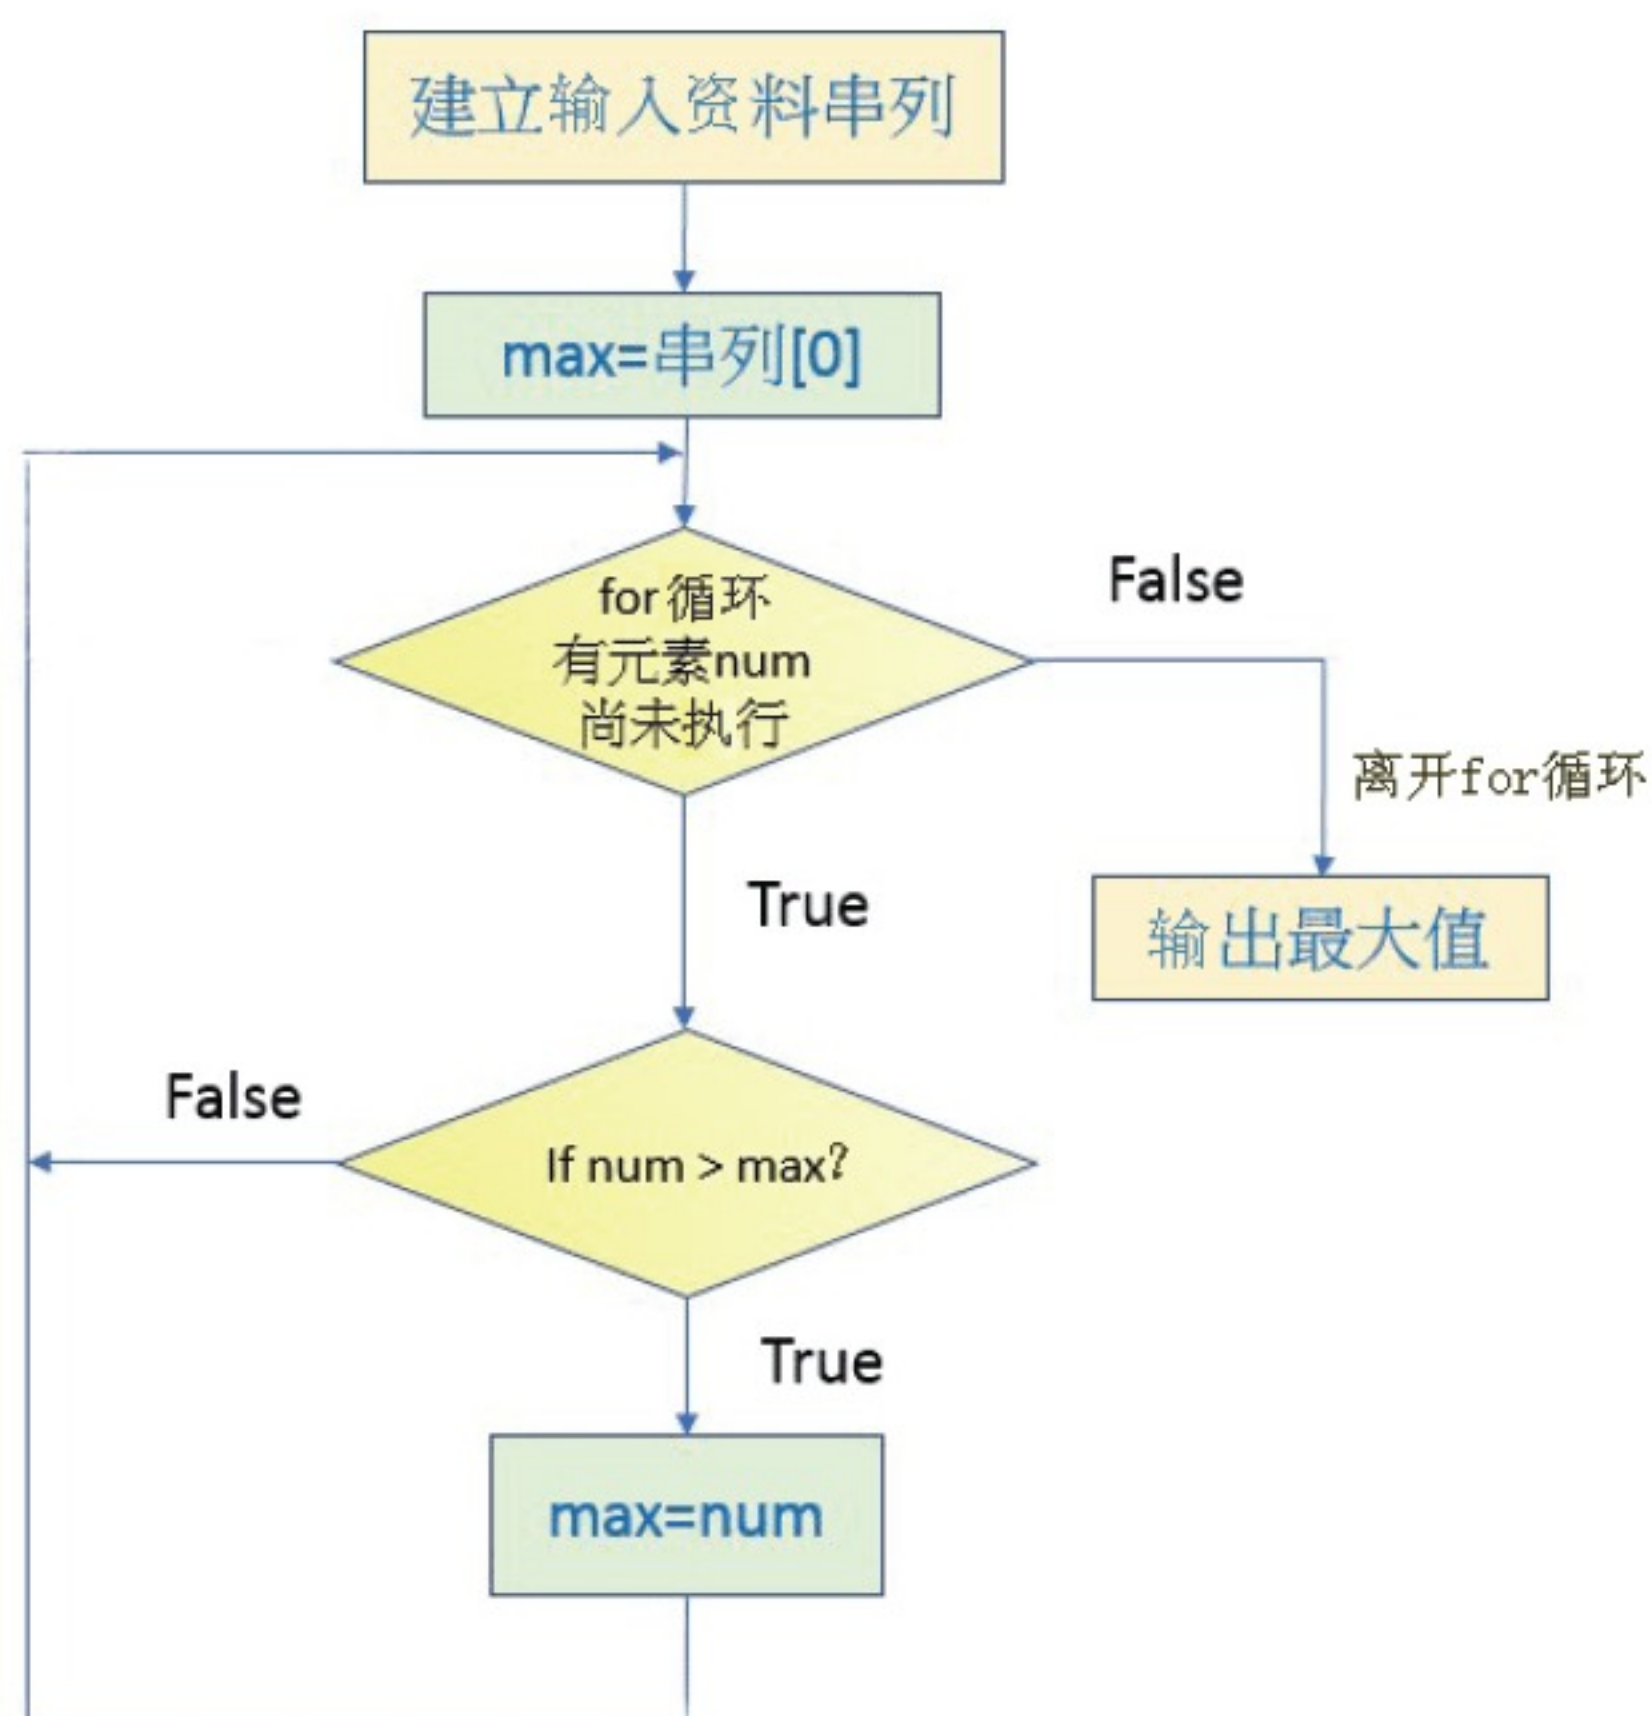 建立输入资料串列
max=串列[0]
for循环
有元素num
尚未执行
False
离开for循环
输出最大值
True
False
If num > max?
True
max=num